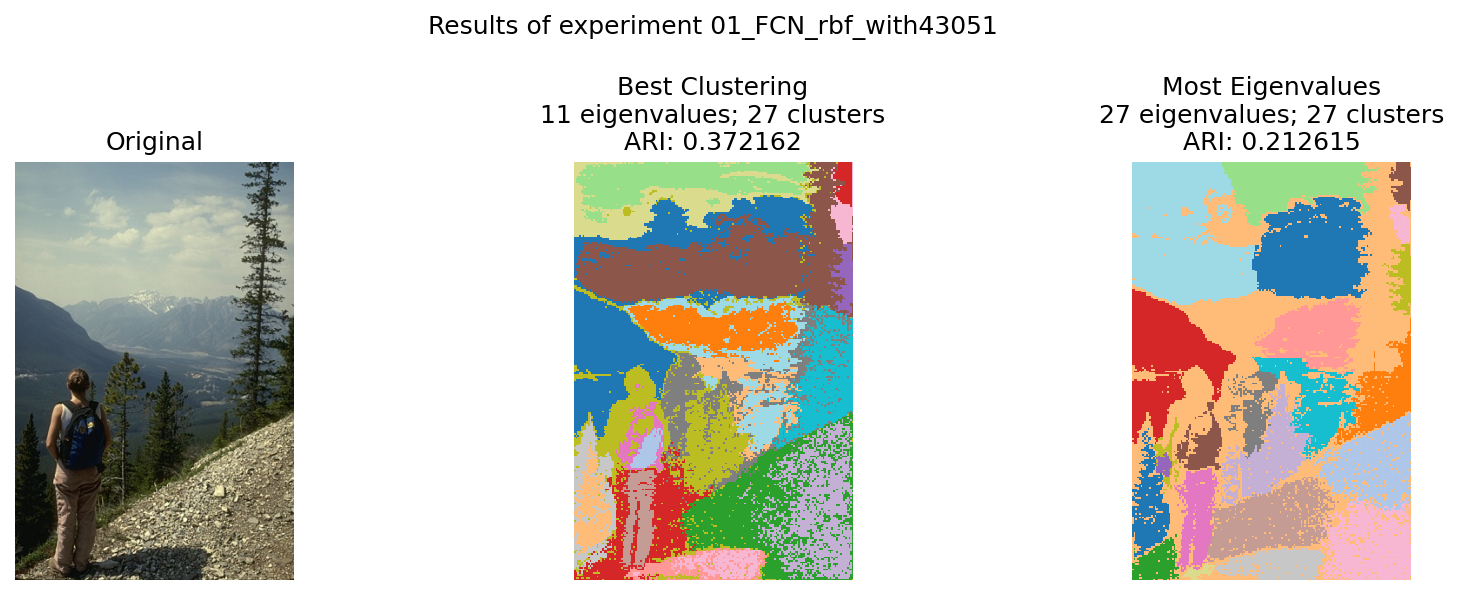 Results of experiment 01_FCN_rbf_with43051
Original
Best Clustering
11 eigenvalues; 27 clusters
ARI: 0.372162
Most Eigenvalues
27 eigenvalues; 27 clusters
ARI: 0.212615